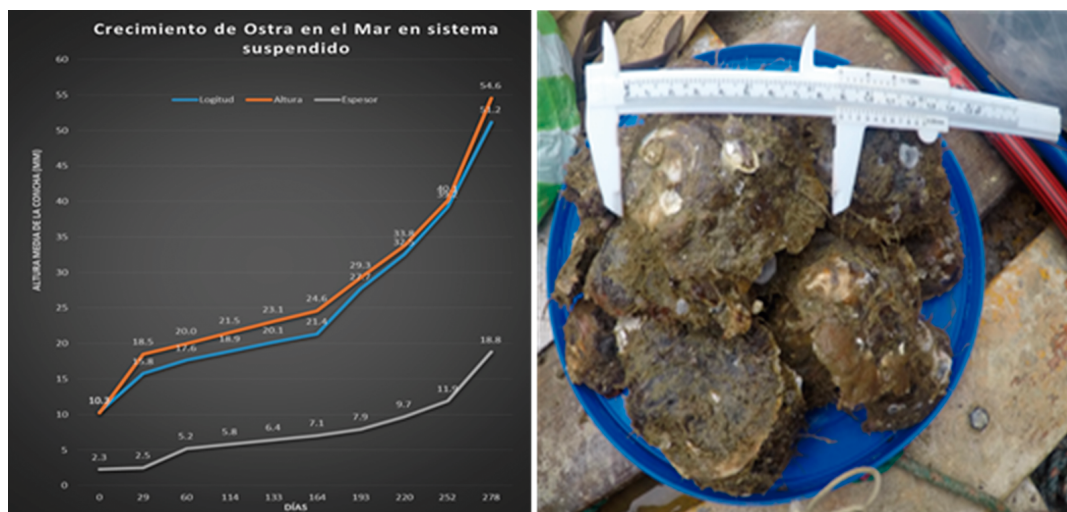 Crecimiento de Ostra en el Mar en sistema
suspendido
Logitud Altura Espesor
ALTURA MEDIA DE LA CONCHA (MM)
60
55
50
45
40
35
30
25
20
15
10
5
0
18.5 20.0 21.5 23.1 24.6 29.3 33.8 54.6
15.8 17.6 18.9 20.1 21.4 51.2
2.3 2.5 5.2 5.8 6.4 7.1 7.9 9.7 11.9 18.8
0 29 60 114 133 164 193 220 252 278
DÍAS